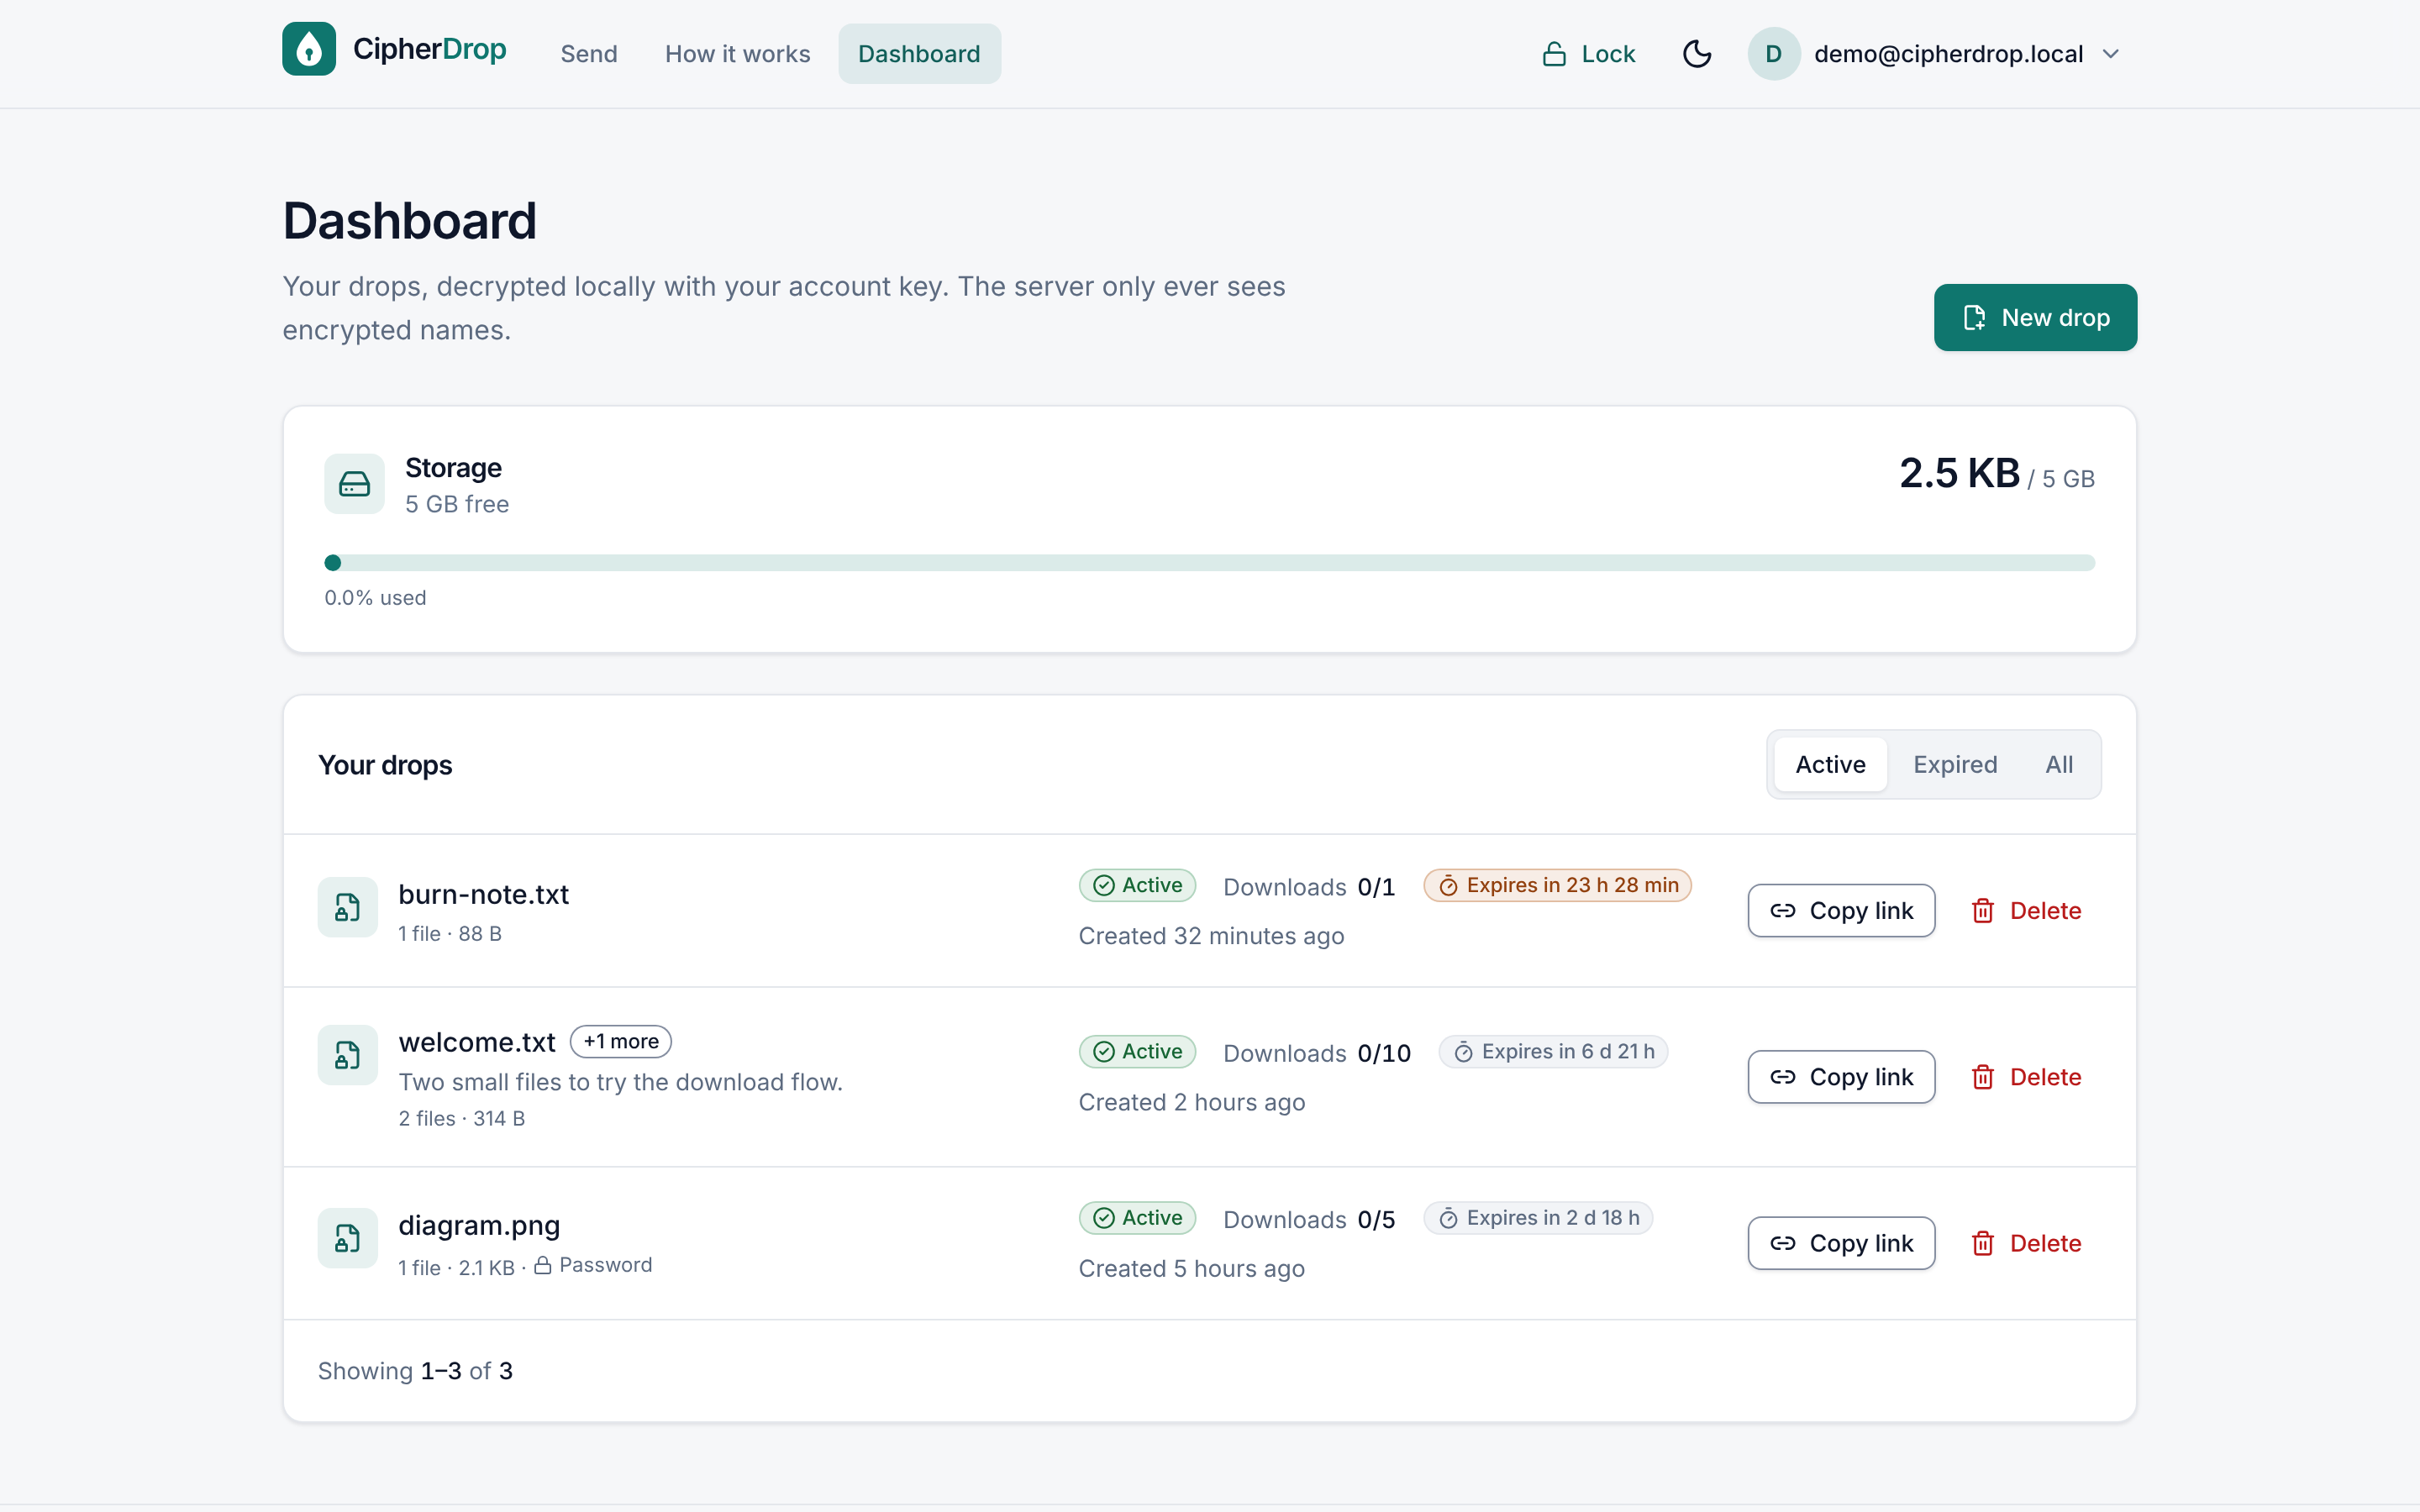 CipherDrop Send How it works Dashboard Lock D demo@cipherdrop.local
Dashboard
Your drops, decrypted locally with your account key. The server only ever sees
encrypted names.
New drop
Storage
5 GB free
2.5 KB / 5 GB
0.0% used
Your drops
Active Expired All
burn-note.txt
1 file · 88 B
Active Downloads 0/1 Expires in 23 h 28 min
Created 32 minutes ago
Copy link Delete
welcome.txt +1 more
Two small files to try the download flow.
2 files · 314 B
Active Downloads 0/10 Expires in 6 d 21 h
Created 2 hours ago
Copy link Delete
diagram.png
1 file · 2.1 KB · Password
Active Downloads 0/5 Expires in 2 d 18 h
Created 5 hours ago
Copy link Delete
Showing 1–3 of 3